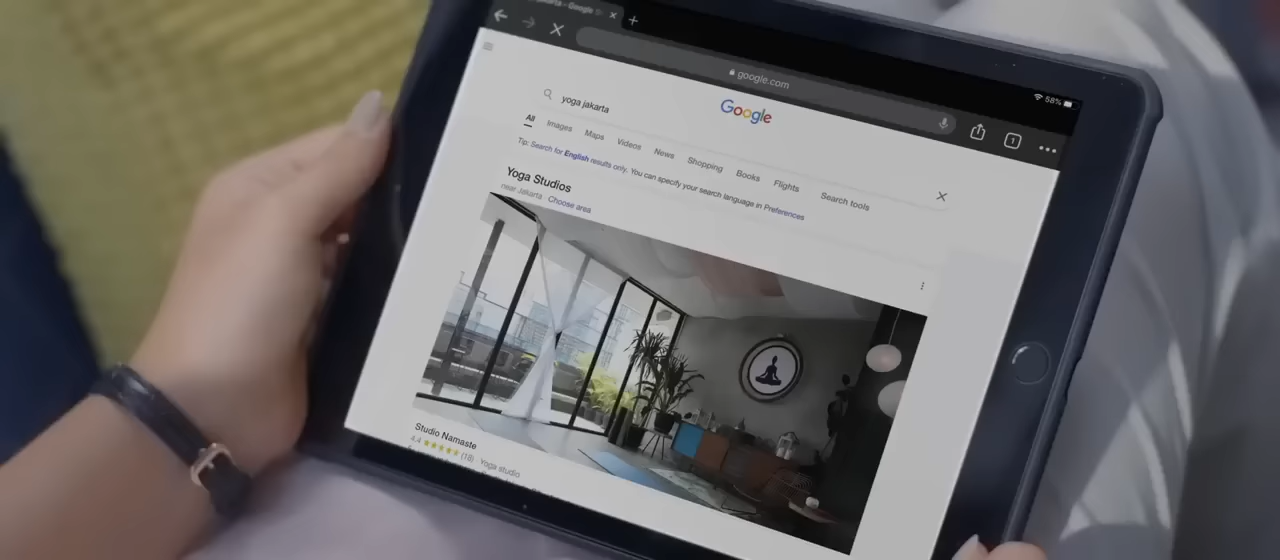 Google
58%
google.com
1
Google
yoga jakarta
All Images Maps Videos News Shopping Books Flights Search tools
Tip: Search for English results only. You can specify your search language in Preferences
Yoga Studios
near Jakarta · Choose area
Studio Namaste
4,4 (18) · Yoga studio